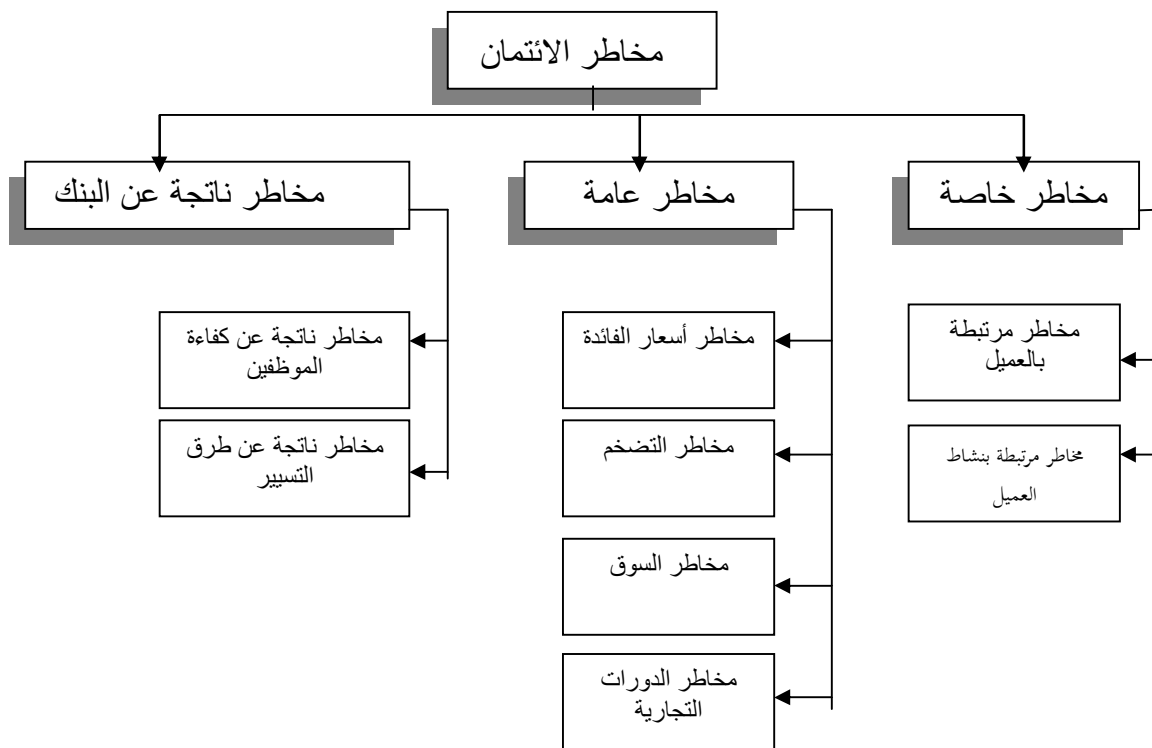 مخاطر الائتمان
مخاطر خاصة
مخاطر عامة
مخاطر ناتجة عن البنك
مخاطر مرتبطة
بالعميل
مخاطر مرتبطة بنشاط
العميل
مخاطر أسعار الفائدة
مخاطر التضخم
مخاطر السوق
مخاطر الدورات
التجارية
مخاطر ناتجة عن كفاءة
الموظفين
مخاطر ناتجة عن طرق
التسيير